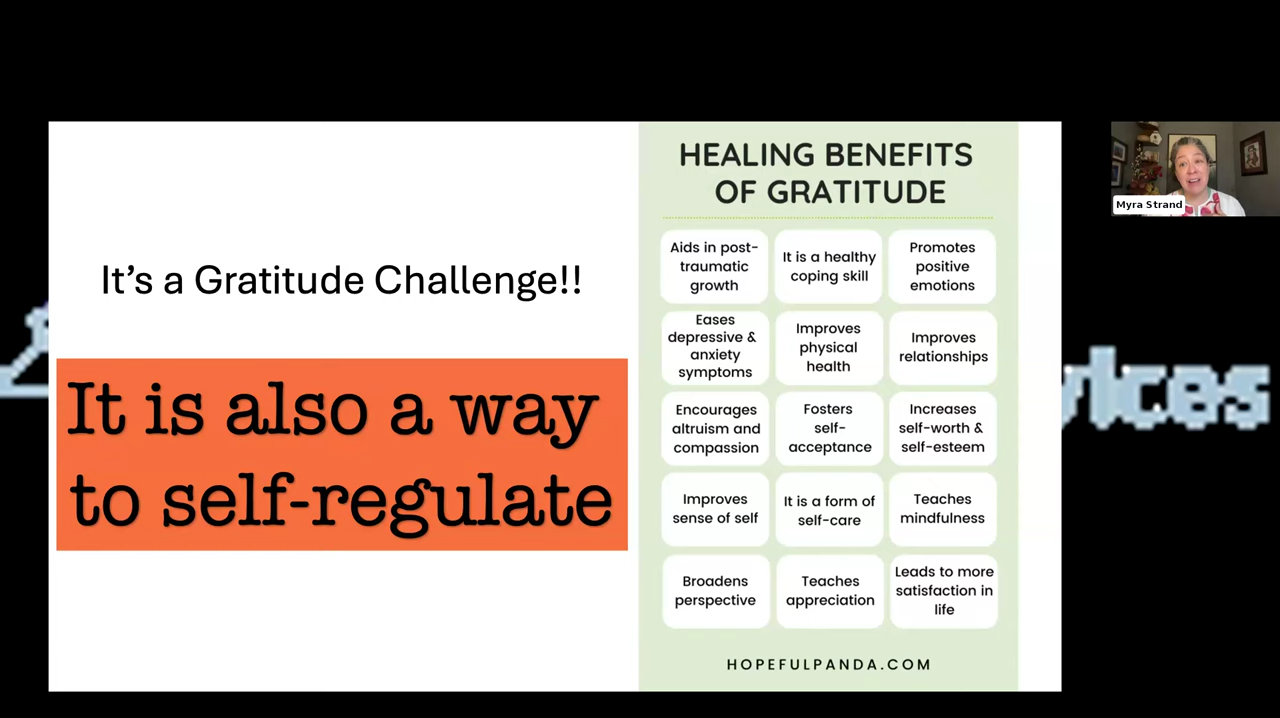 It's a Gratitude Challenge!!
It is also a way
to self-regulate
HEALING BENEFITS
OF GRATITUDE
Aids in post-
traumatic
growth
It is a healthy
coping skill
Promotes
positive
emotions
Eases
depressive &
anxiety
symptoms
Improves
physical
health
Improves
relationships
Encourages
altruism and
compassion
Fosters
self-
acceptance
Increases
self-worth &
self-esteem
Improves
sense of self
It is a form of
self-care
Teaches
mindfulness
Broadens
perspective
Teaches
appreciation
Leads to more
satisfaction in
life
HOPEFULPANDA.COM
Myra Strand